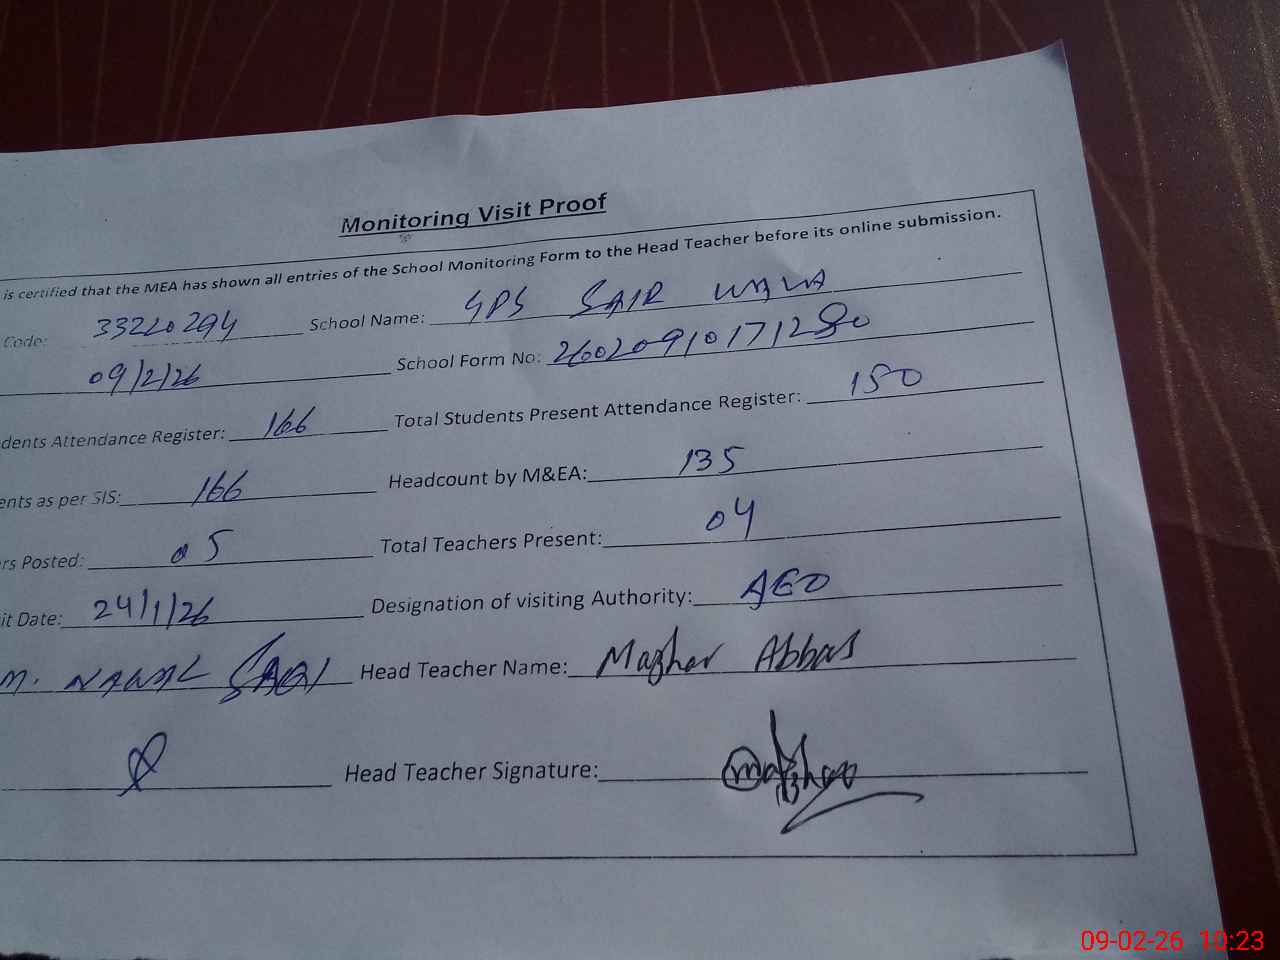 Monitoring Visit Proof
is certified that the MEA has shown all entries of the School Monitoring Form to the Head Teacher before its online submission.
Code: 33220294 School Name: GPS SAIR WALA
09/2/26 School Form No: 260020910171280
dents Attendance Register: 166 Total Students Present Attendance Register: 150
ents as per SIS: 166 Headcount by M&EA: 135
rs Posted: 05 Total Teachers Present: 04
it Date: 24/1/26 Designation of visiting Authority: AEO
M. Head Teacher Name: Mazhar Abbas
Head Teacher Signature:
09-02-26 10:23